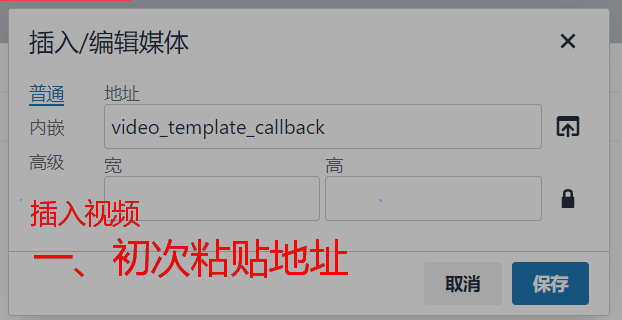 插入/编辑媒体
普通
地址
内嵌
video_template_callback
高级
宽
高
插入视频
一、初次粘贴地址
取消
保存